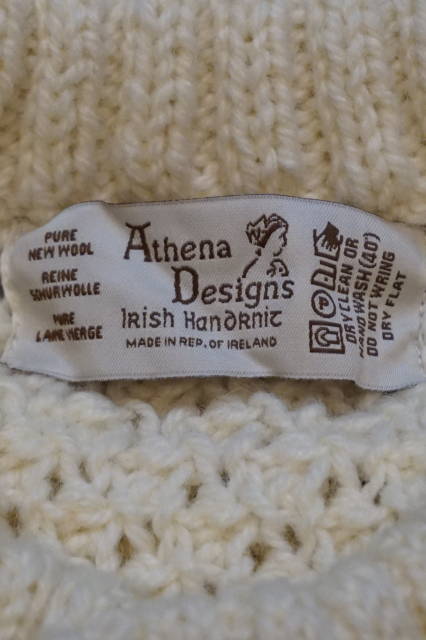 PURE
NEW WOOL
REINE
SCHURWOLLE
PURE
LAINE VIERGE
Athena
Designs
Irish Handknit
MADE IN REP. OF IRELAND
DRY CLEAN OR
HAND WASH (40°)
DO NOT WRING
DRY FLAT